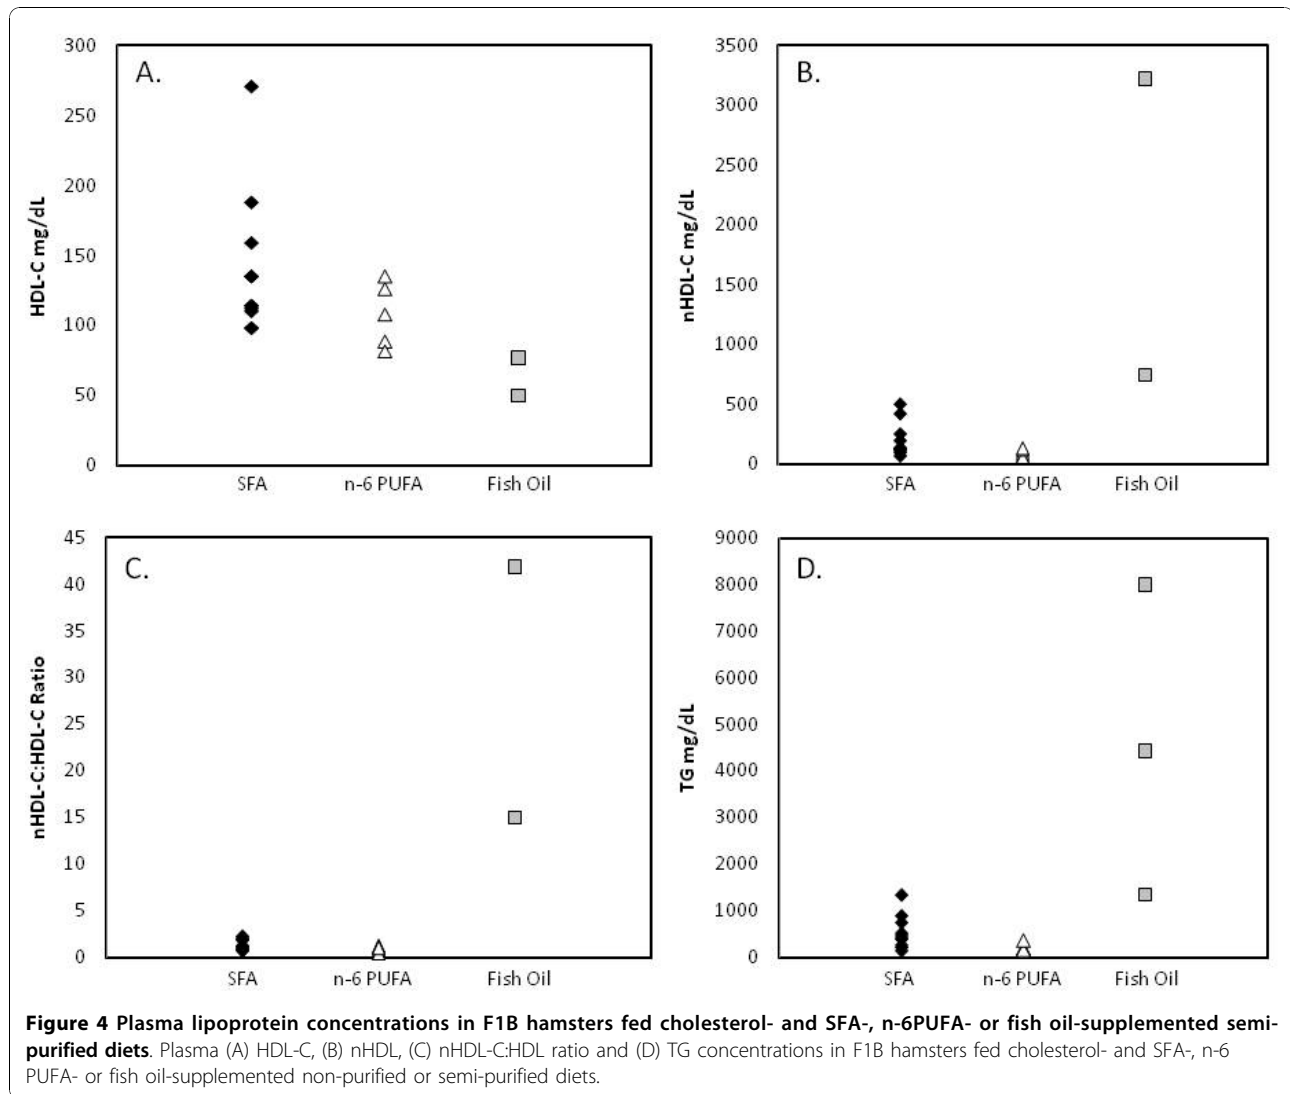 300
250
200
150
100
50
0
HDL-C mg/dL
A.
SFA n-6 PUFA Fish Oil
3500
3000
2500
2000
1500
1000
500
0
nHDL-C mg/dL
B.
SFA n-6 PUFA Fish Oil
45
40
35
30
25
20
15
10
5
0
nHDL-C:HDL-C Ratio
C.
SFA n-6 PUFA Fish Oil
9000
8000
7000
6000
5000
4000
3000
2000
1000
0
TG mg/dL
D.
SFA n-6 PUFA Fish Oil
Figure 4 Plasma lipoprotein concentrations in F1B hamsters fed cholesterol- and SFA-, n-6PUFA- or fish oil-supplemented semi-
purified diets. Plasma (A) HDL-C, (B) nHDL, (C) nHDL-C:HDL ratio and (D) TG concentrations in F1B hamsters fed cholesterol- and SFA-, n-6
PUFA- or fish oil-supplemented non-purified or semi-purified diets.